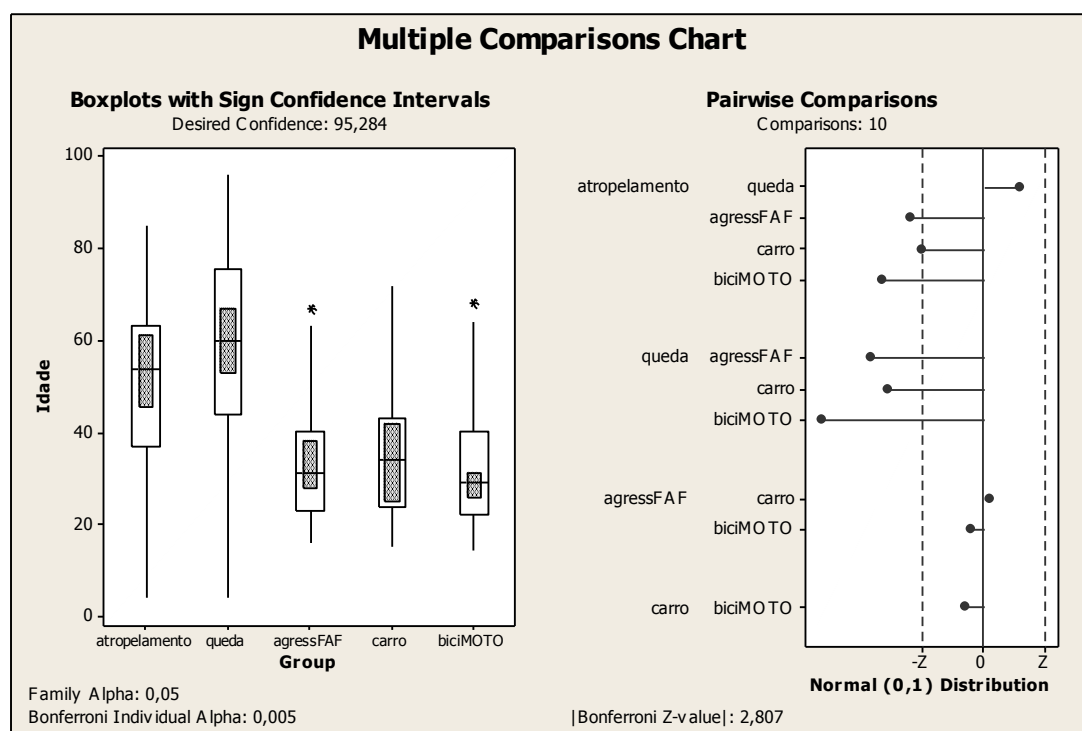 Multiple Comparisons Chart
Boxplots with Sign Confidence Intervals
Desired Confidence: 95,284
100
80
60
40
20
0
Idade
atropelamento queda agressFAF carro biciMOTO
Group
Family Alpha: 0,05
Bonferroni Individual Alpha: 0,005
Pairwise Comparisons
Comparisons: 10
atropelamento queda
agressFAF
carro
biciMOTO
queda agressFAF
carro
biciMOTO
agressFAF carro
biciMOTO
carro biciMOTO
-Z 0 Z
Normal (0,1) Distribution
|Bonferroni Z-value|: 2,807